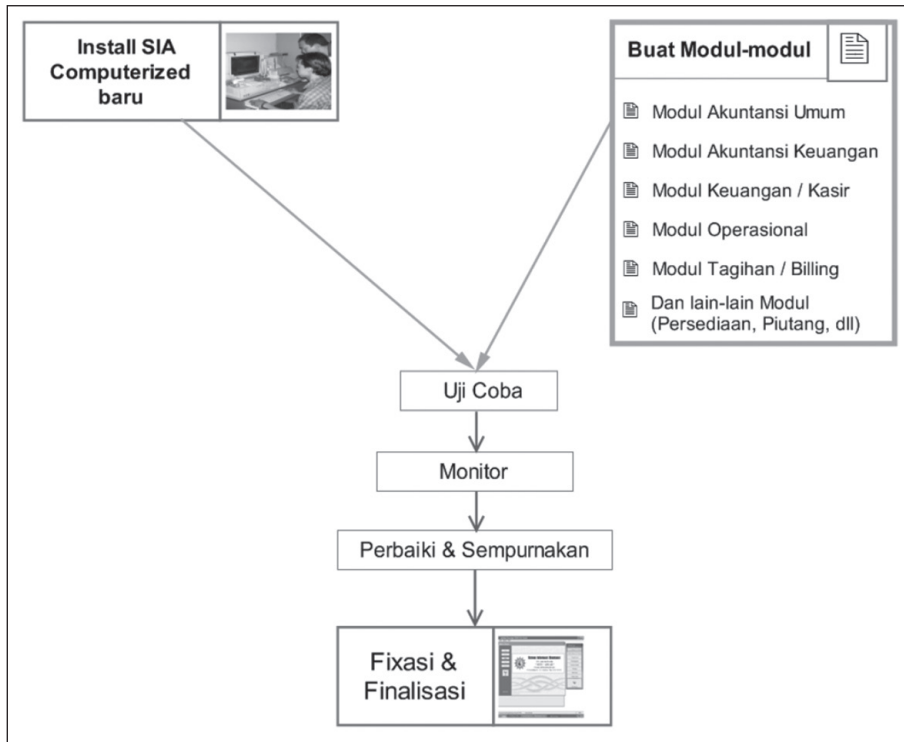 Install SIA
Computerized
baru
Buat Modul-modul
Modul Akuntansi Umum
Modul Akuntansi Keuangan
Modul Keuangan / Kasir
Modul Operasional
Modul Tagihan / Billing
Dan lain-lain Modul
(Persediaan, Piutang, dll)
Uji Coba
Monitor
Perbaiki & Sempurnakan
Fixasi &
Finalisasi